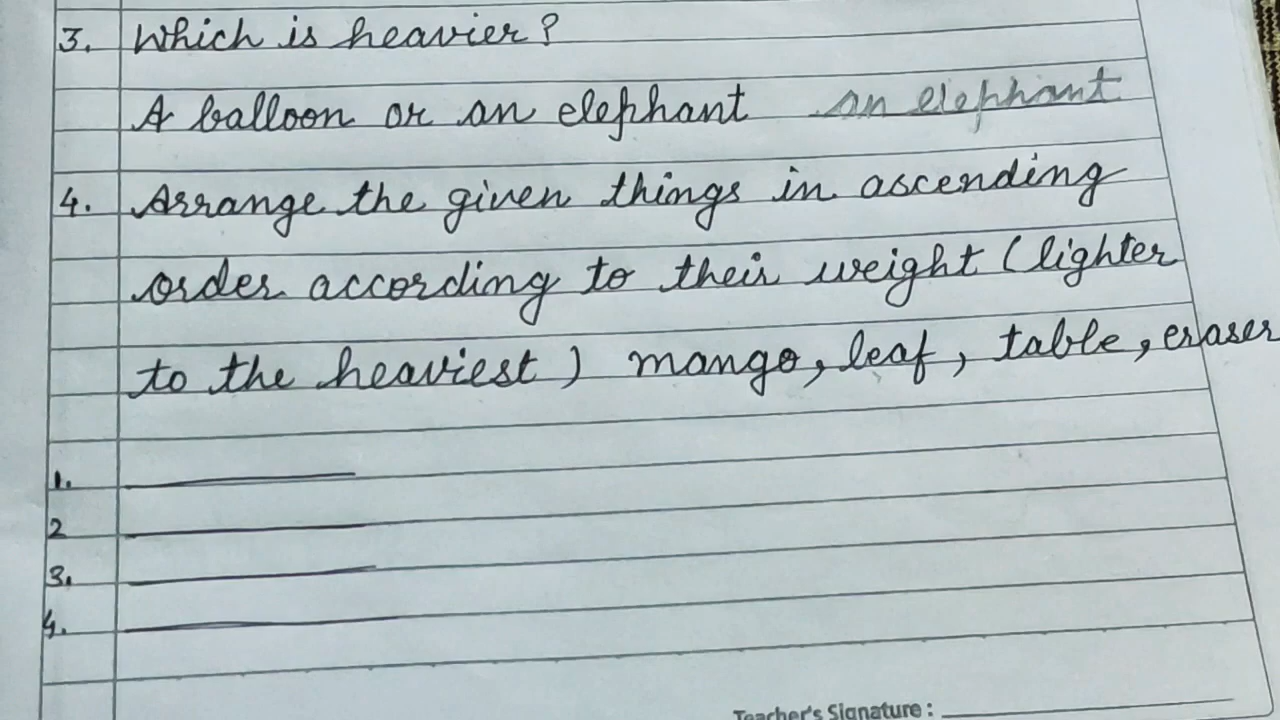 3. Which is heavier?
A balloon or an elephant an elephant
4. Arrange the given things in ascending
order according to their weight (lighter
to the heaviest) mango, leaf, table, eraser
1.
2
3.
4.
Teacher's Signature :